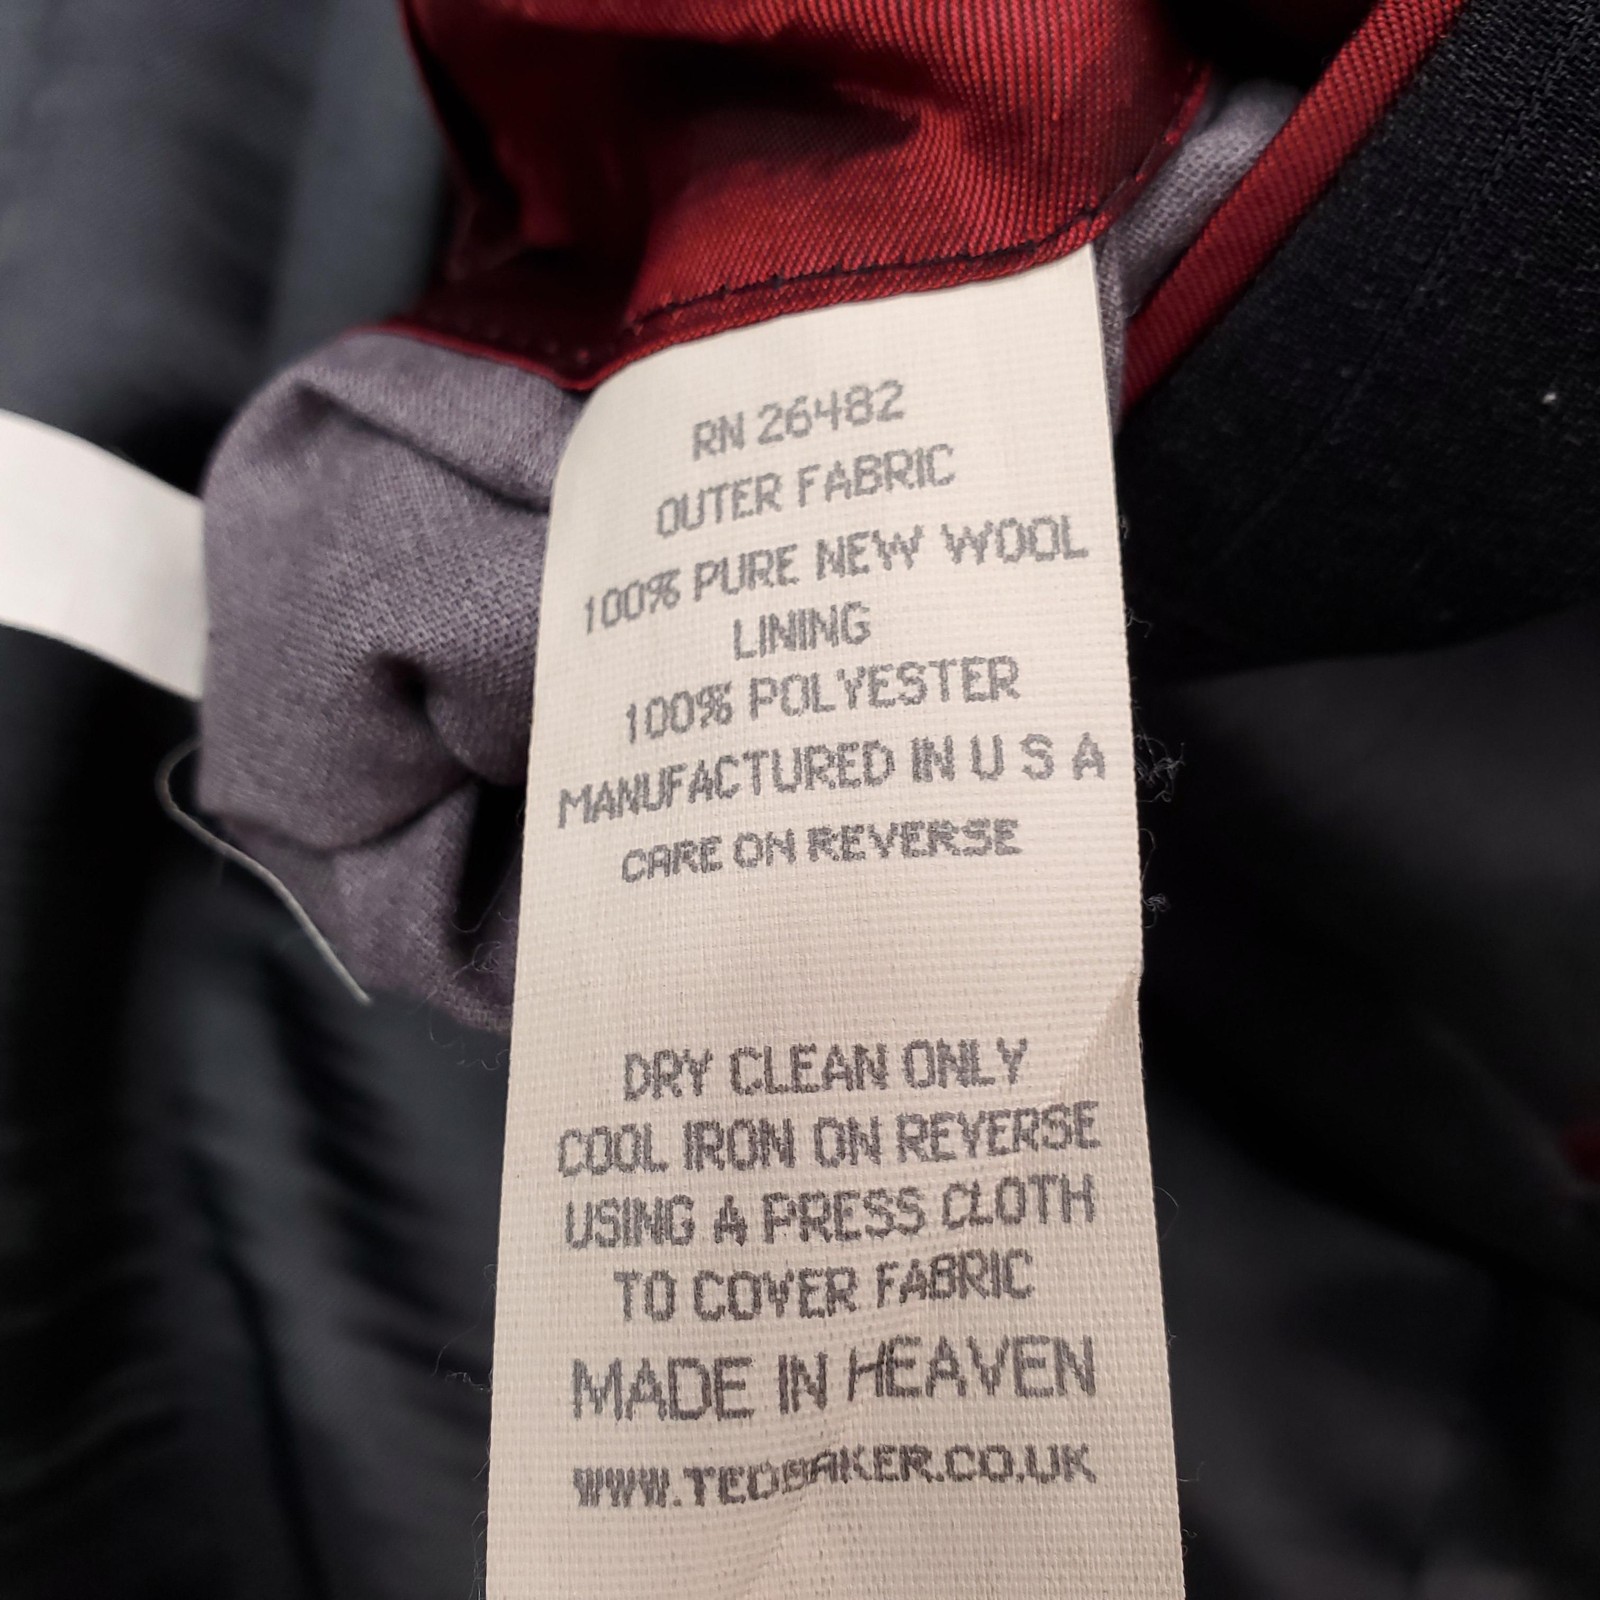 RN 26482
OUTER FABRIC
100% PURE NEW WOOL
LINING
100% POLYESTER
MANUFACTURED IN U S A
CARE ON REVERSE
DRY CLEAN ONLY
COOL IRON ON REVERSE
USING A PRESS CLOTH
TO COVER FABRIC
MADE IN HEAVEN
WWW.TEDBAKER.CO.UK